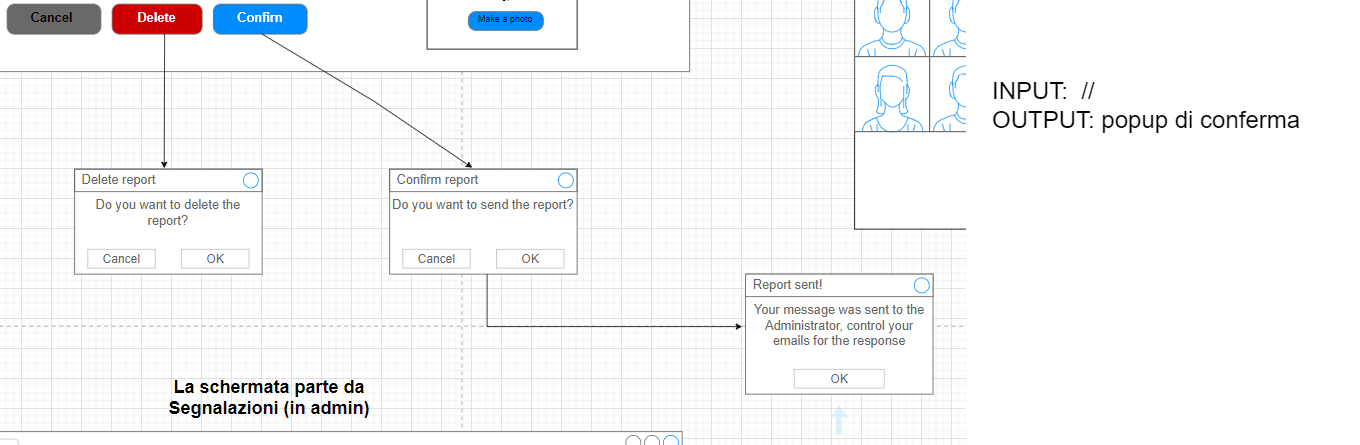 Cancel
Delete
Confirn
Make a photo
INPUT: //
OUTPUT: popup di conferma
Delete report
Do you want to delete the
report?
Cancel
OK
Confirm report
Do you want to send the report?
Cancel
OK
Report sent!
Your message was sent to the
Administrator, control your
emails for the response
OK
La schermata parte da
Segnalazioni (in admin)